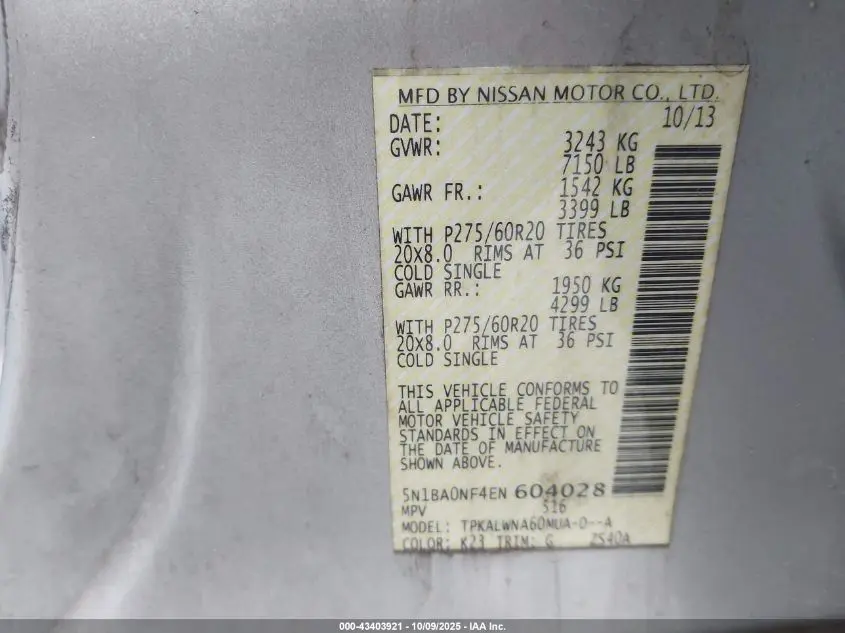 MFD BY NISSAN MOTOR CO., LTD.
DATE: 10/13
GVWR: 3243 KG
7150 LB
GAWR FR.: 1542 KG
3399 LB
WITH P275/60R20 TIRES
20x8.0 RIMS AT 36 PSI
COLD SINGLE
GAWR RR.: 1950 KG
4299 LB
WITH P275/60R20 TIRES
20x8.0 RIMS AT 36 PSI
COLD SINGLE
THIS VEHICLE CONFORMS TO
ALL APPLICABLE FEDERAL
MOTOR VEHICLE SAFETY
STANDARDS IN EFFECT ON
THE DATE OF MANUFACTURE
SHOWN ABOVE.
5N1BA0NF4EN 604028
MPV S16
MODEL: TPKALWNA60MUA-0--A
COLOR: K23 TRIM: G ZS40A
000-43403921 - 10/09/2025 - IAA Inc.